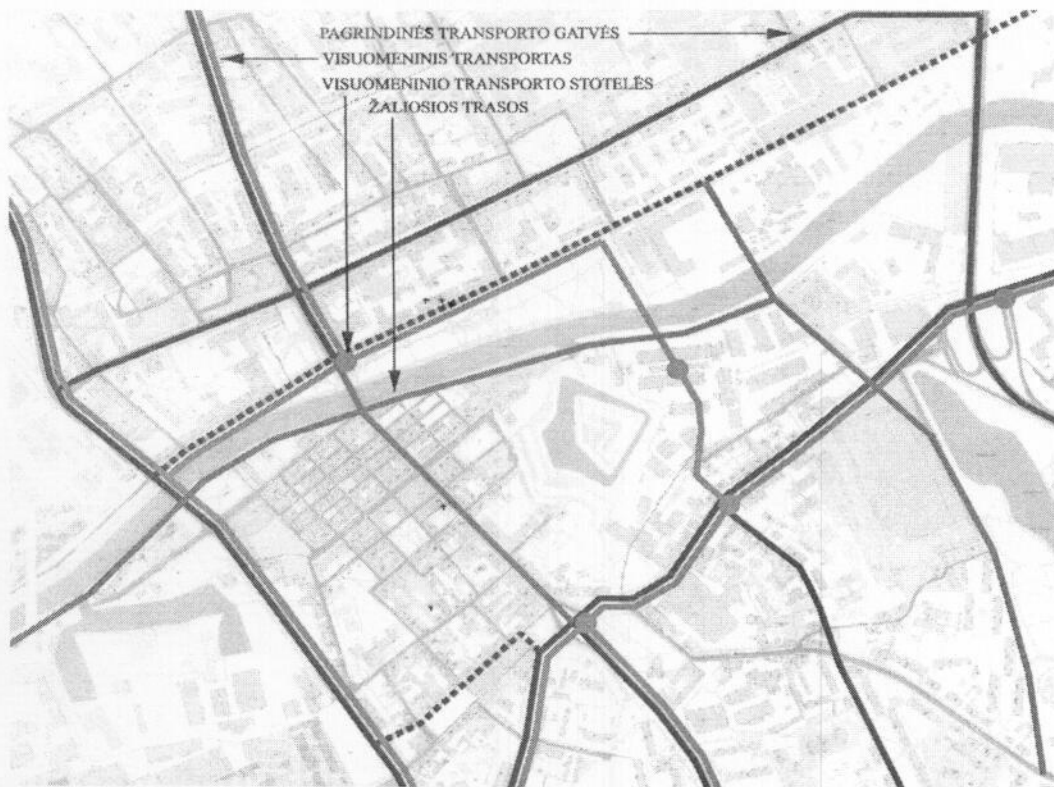 PAGRINDINĖS TRANSPORTO GATVĖS
VISUOMENINIS TRANSPORTAS
VISUOMENINIO TRANSPORTO STOTELĖS
ŽALIOSIOS TRASOS